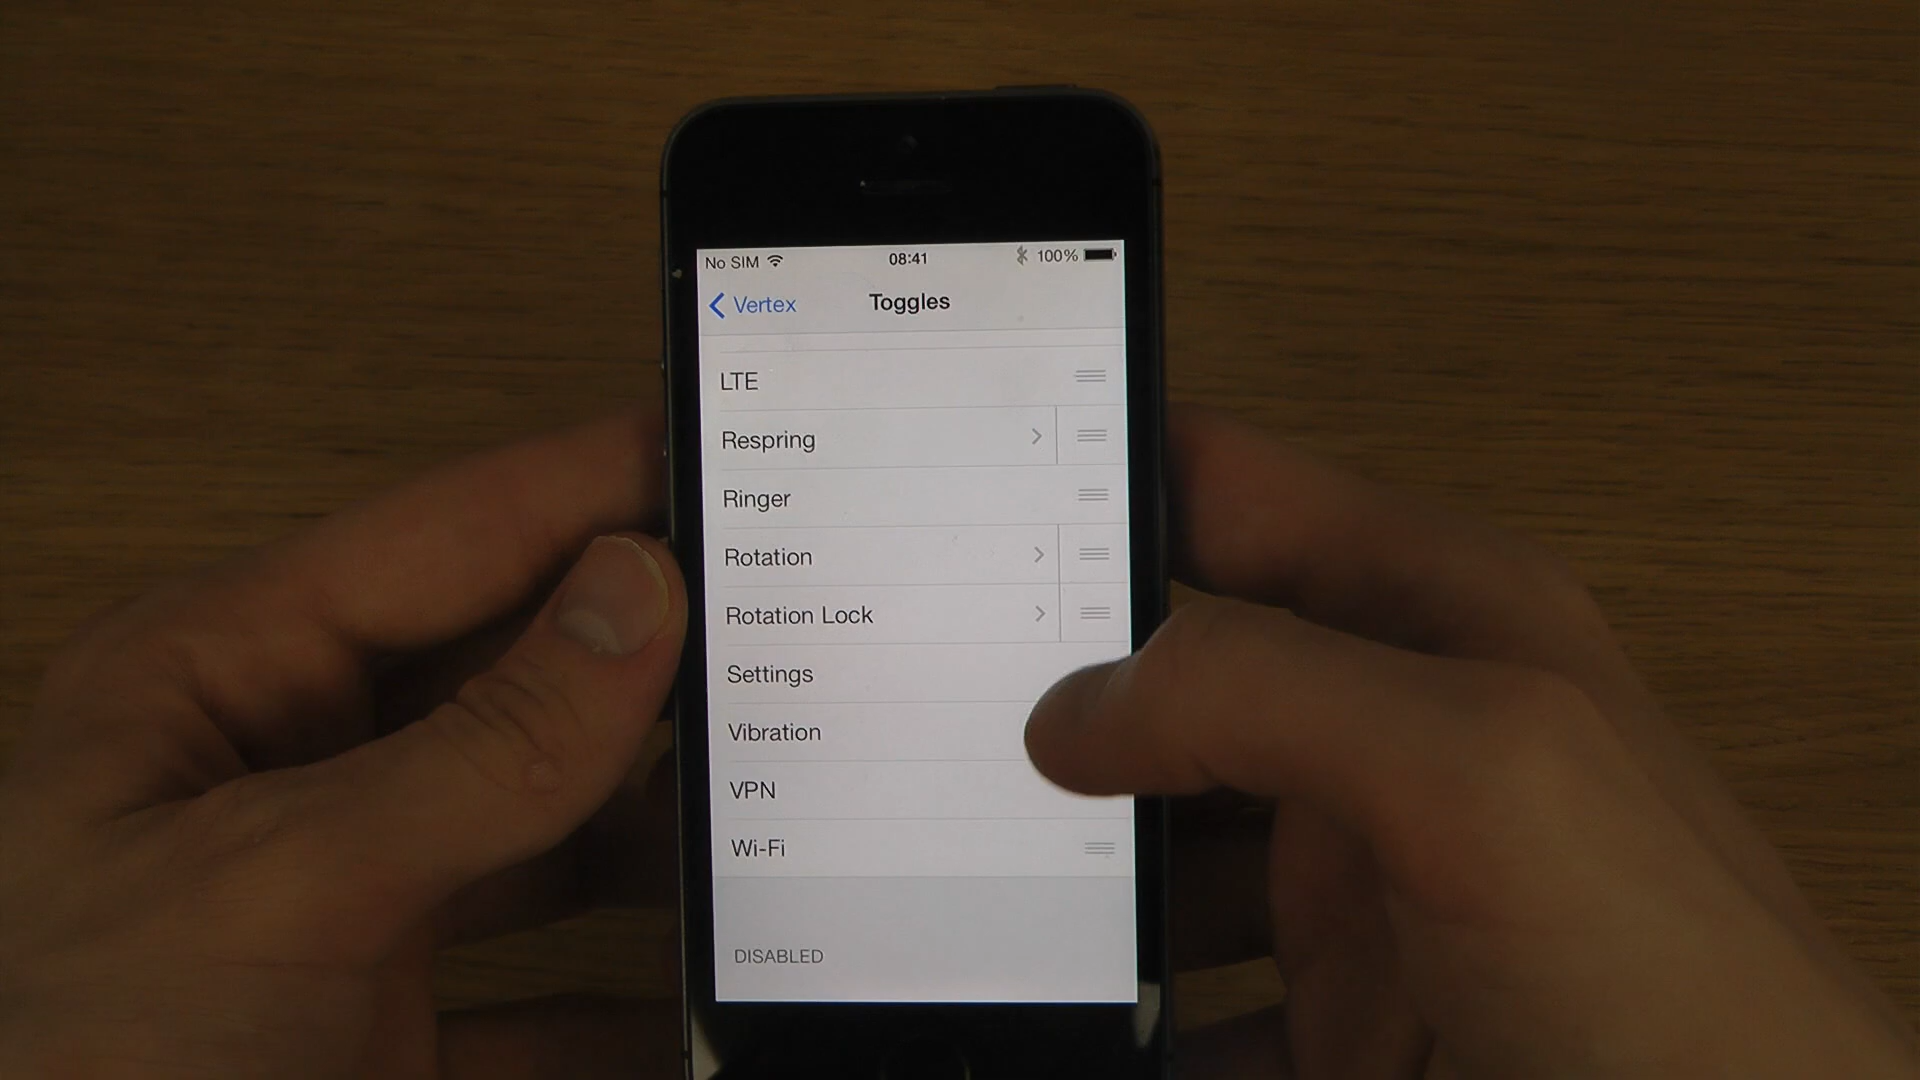 No SIM 08:41 100%
Vertex Toggles
LTE
Respring
Ringer
Rotation
Rotation Lock
Settings
Vibration
VPN
Wi-Fi
DISABLED